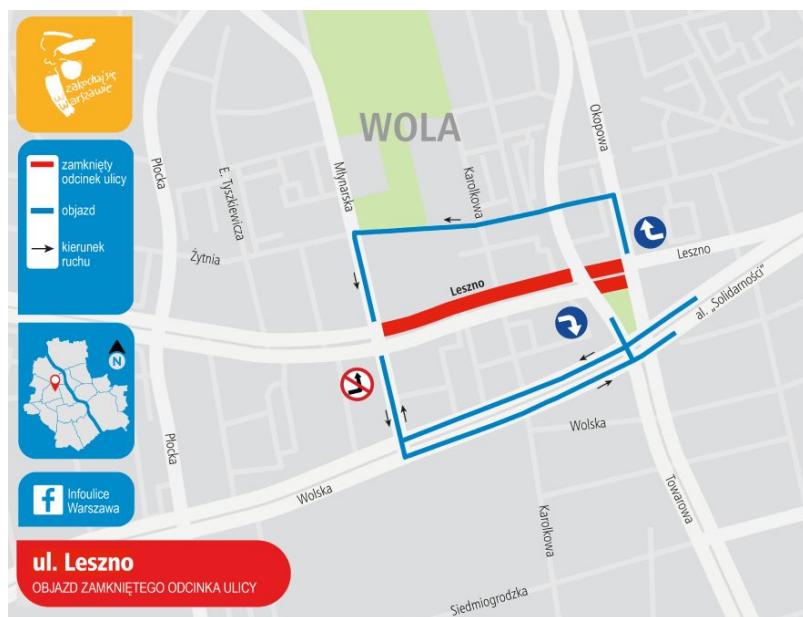 zakochaj się
w warszawie
zamknięty
odcinek ulicy
objazd
kierunek
ruchu
N
Infoulice
Warszawa
ul. Leszno
OBJAZD ZAMKNIĘTEGO ODCINKA ULICY
WOLA
Płocka
E. Tyszkiewicza
Młynarska
Karolkowa
Okopowa
Żytnia
Leszno
Leszno
al. „Solidarności”
Płocka
Wolska
Wolska
Karolkowa
Towarowa
Siedmiogrodzka